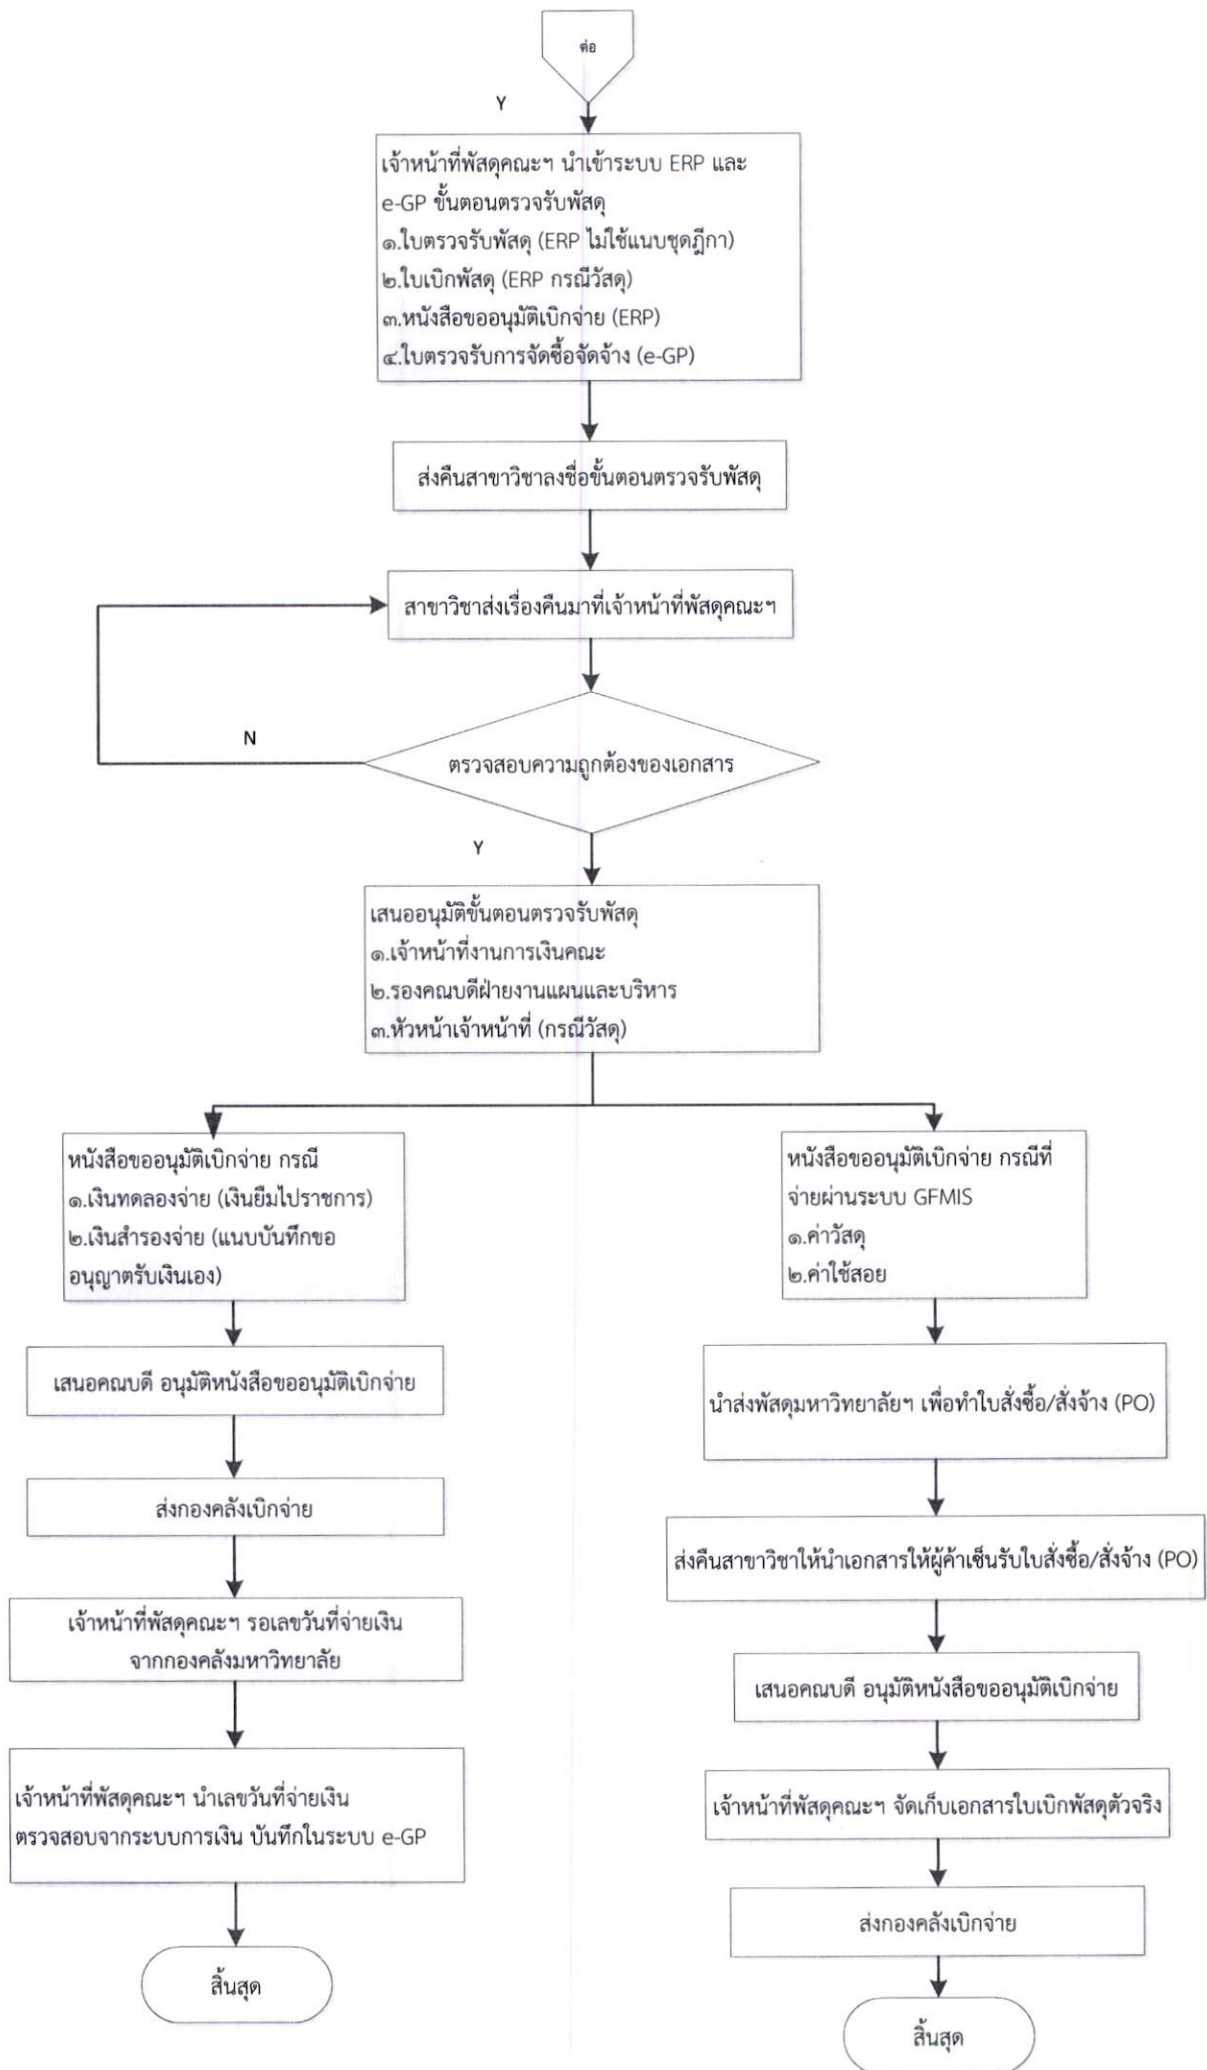 ต่อ
Y
เจ้าหน้าที่พัสดุคณะฯ นำเข้าระบบ ERP และ
e-GP ขั้นตอนตรวจรับพัสดุ
๑.ใบตรวจรับพัสดุ (ERP ไม่ใช้แนบชุดฎีกา)
๒.ใบเบิกพัสดุ (ERP กรณีวัสดุ)
๓.หนังสือขออนุมัติเบิกจ่าย (ERP)
๔.ใบตรวจรับการจัดซื้อจัดจ้าง (e-GP)
ส่งคืนสาขาวิชาลงชื่อขั้นตอนตรวจรับพัสดุ
สาขาวิชาส่งเรื่องคืนมาที่เจ้าหน้าที่พัสดุคณะฯ
N
ตรวจสอบความถูกต้องของเอกสาร
Y
เสนออนุมัติขั้นตอนตรวจรับพัสดุ
๑.เจ้าหน้าที่งานการเงินคณะ
๒.รองคณบดีฝ่ายงานแผนและบริหาร
๓.หัวหน้าเจ้าหน้าที่ (กรณีวัสดุ)
หนังสือขออนุมัติเบิกจ่าย กรณี
๑.เงินทดลองจ่าย (เงินยืมไปราชการ)
๒.เงินสำรองจ่าย (แนบบันทึกขอ
อนุญาตรับเงินเอง)
เสนอคณบดี อนุมัติหนังสือขออนุมัติเบิกจ่าย
ส่งกองคลังเบิกจ่าย
เจ้าหน้าที่พัสดุคณะฯ รอเลขวันที่จ่ายเงิน
จากกองคลังมหาวิทยาลัย
เจ้าหน้าที่พัสดุคณะฯ นำเลขวันที่จ่ายเงิน
ตรวจสอบจากระบบการเงิน บันทึกในระบบ e-GP
สิ้นสุด
หนังสือขออนุมัติเบิกจ่าย กรณีที่
จ่ายผ่านระบบ GFMIS
๑.ค่าวัสดุ
๒.ค่าใช้สอย
นำส่งพัสดุมหาวิทยาลัยฯ เพื่อทำใบสั่งซื้อ/สั่งจ้าง (PO)
ส่งคืนสาขาวิชาให้นำเอกสารให้ผู้ค้าเซ็นรับใบสั่งซื้อ/สั่งจ้าง (PO)
เสนอคณบดี อนุมัติหนังสือขออนุมัติเบิกจ่าย
เจ้าหน้าที่พัสดุคณะฯ จัดเก็บเอกสารใบเบิกพัสดุตัวจริง
ส่งกองคลังเบิกจ่าย
สิ้นสุด